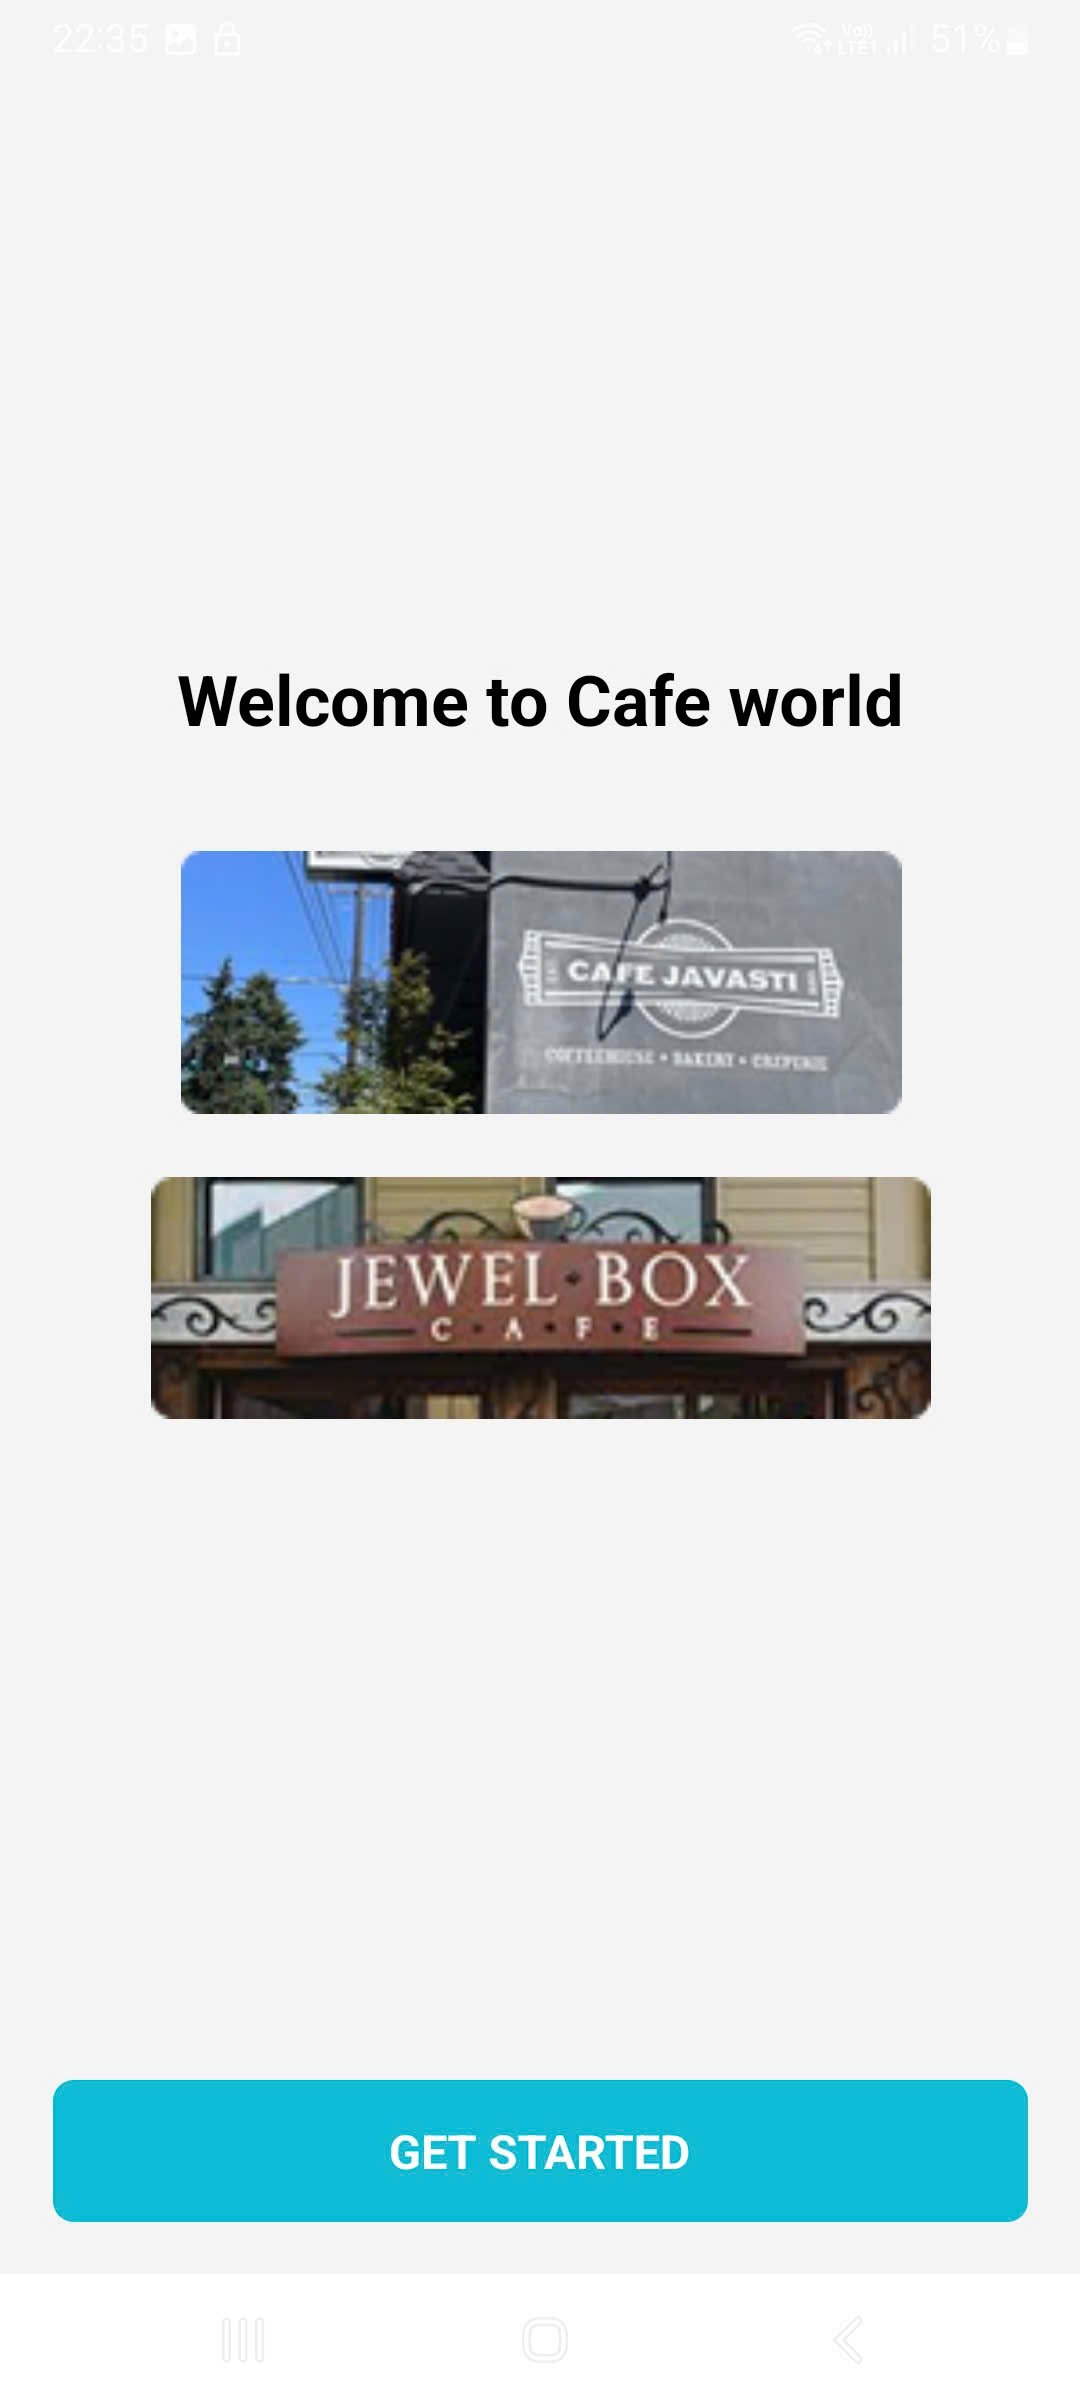 22:35 51%
Vo))
LTE1
Welcome to Cafe world
CAFE JAVASTI
COFFEEHOUSE • BAKERY • CREPERIE
JEWEL · BOX
C · A · F · E
GET STARTED